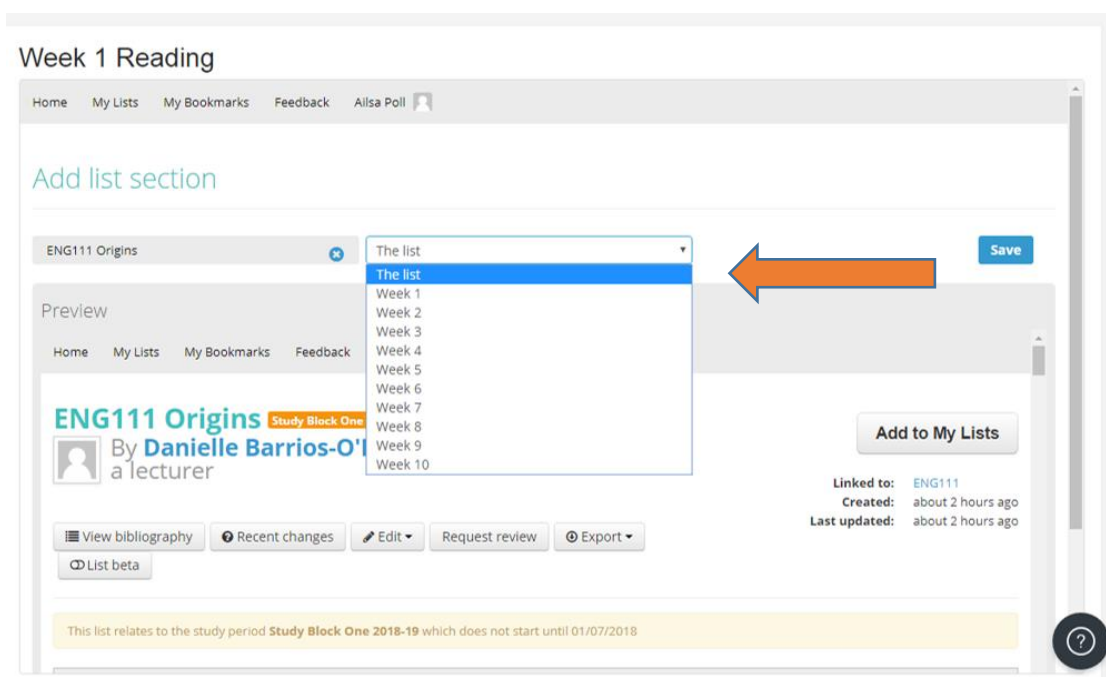 Week 1 Reading
Home My Lists My Bookmarks Feedback Ailsa Poll
Add list section
ENG111 Origins The list Save
The list
Week 1
Week 2
Week 3
Week 4
Week 5
Week 6
Week 7
Week 8
Week 9
Week 10
Preview
Home My Lists My Bookmarks Feedback
ENG111 Origins Study Block One
By Danielle Barrios-O'
a lecturer
Add to My Lists
Linked to: ENG111
Created: about 2 hours ago
Last updated: about 2 hours ago
View bibliography Recent changes Edit Request review Export
List beta
This list relates to the study period Study Block One 2018-19 which does not start until 01/07/2018
?